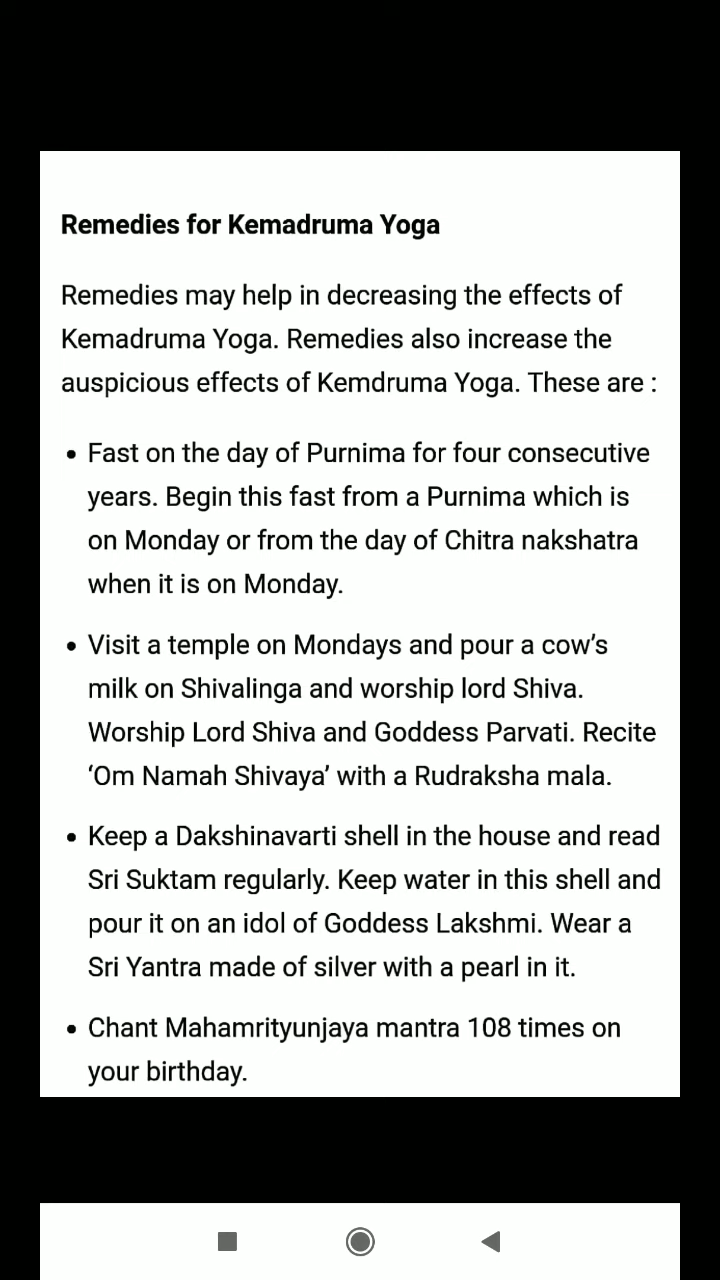 Remedies for Kemadruma Yoga
Remedies may help in decreasing the effects of
Kemadruma Yoga. Remedies also increase the
auspicious effects of Kemdruma Yoga. These are :
• Fast on the day of Purnima for four consecutive
years. Begin this fast from a Purnima which is
on Monday or from the day of Chitra nakshatra
when it is on Monday.
• Visit a temple on Mondays and pour a cow’s
milk on Shivalinga and worship lord Shiva.
Worship Lord Shiva and Goddess Parvati. Recite
‘Om Namah Shivaya’ with a Rudraksha mala.
• Keep a Dakshinavarti shell in the house and read
Sri Suktam regularly. Keep water in this shell and
pour it on an idol of Goddess Lakshmi. Wear a
Sri Yantra made of silver with a pearl in it.
• Chant Mahamrityunjaya mantra 108 times on
your birthday.